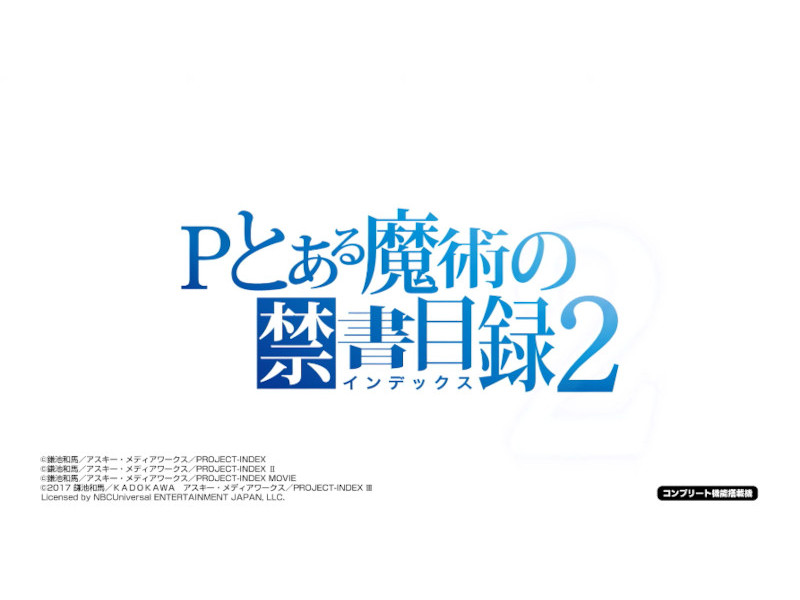 Pとある魔術の
禁書目録2
インデックス
©鎌池和馬／アスキー・メディアワークス／PROJECT-INDEX
©鎌池和馬／アスキー・メディアワークス／PROJECT-INDEX Ⅱ
©鎌池和馬／アスキー・メディアワークス／PROJECT-INDEX MOVIE
©2017 鎌池和馬／ＫＡＤＯＫＡＷＡ　アスキー・メディアワークス／PROJECT-INDEX Ⅲ
Licensed by NBCUniversal ENTERTAINMENT JAPAN, LLC.
コンプリート機能搭載機